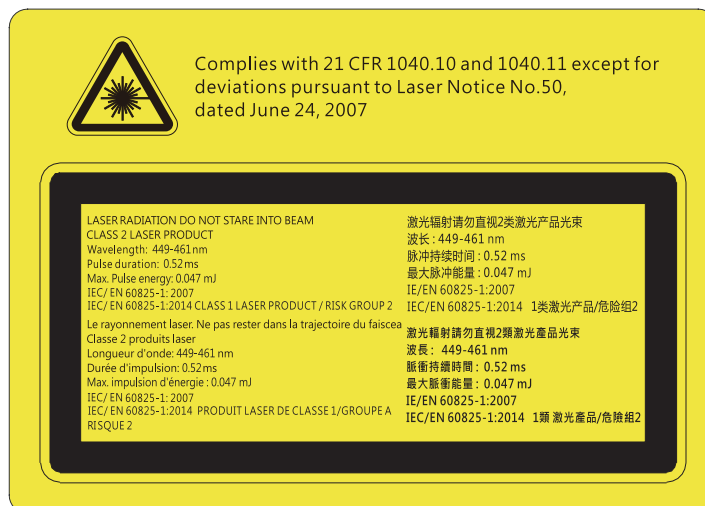 Complies with 21 CFR 1040.10 and 1040.11 except for
deviations pursuant to Laser Notice No.50,
dated June 24, 2007
LASER RADIATION DO NOT STARE INTO BEAM
CLASS 2 LASER PRODUCT
Wavelength: 449-461nm
Pulse duration: 0.52ms
Max. Pulse energy: 0.047 mJ
IEC/ EN 60825-1: 2007
IEC/ EN 60825-1:2014 CLASS 1 LASER PRODUCT / RISK GROUP 2
Le rayonnement laser. Ne pas rester dans la trajectoire du faiscea
Classe 2 produits laser
Longueur d'onde: 449-461 nm
Durée d'impulsion: 0.52ms
Max. impulsion d'énergie : 0.047 mJ
IEC/ EN 60825-1: 2007
IEC/ EN 60825-1:2014 PRODUIT LASER DE CLASSE 1/GROUPE A
RISQUE 2
激光辐射请勿直视2类激光产品光束
波长 : 449-461 nm
脉冲持续时间 : 0.52 ms
最大脉冲能量 : 0.047 mJ
IE/EN 60825-1:2007
IEC/EN 60825-1:2014 1类激光产品/危险组2
激光輻射請勿直視2類激光產品光束
波長 : 449-461 nm
脈衝持續時間 : 0.52 ms
最大脈衝能量 : 0.047 mJ
IE/EN 60825-1:2007
IEC/EN 60825-1:2014 1類 激光產品/危險組2